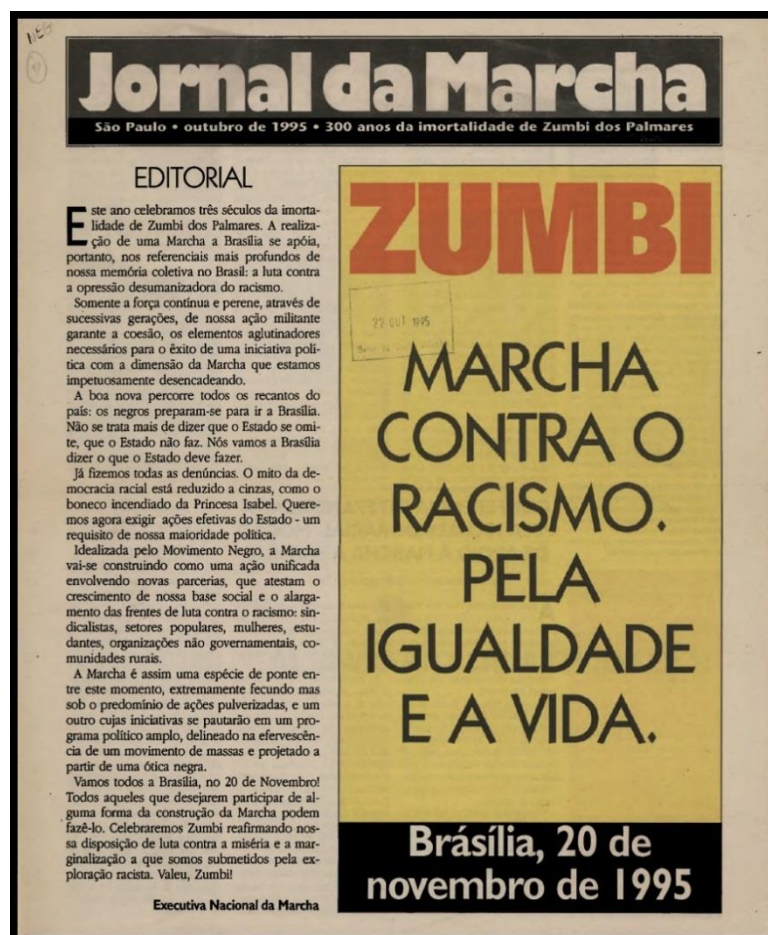 NEG
Jornal da Marcha
São Paulo • outubro de 1995 • 300 anos da imortalidade de Zumbi dos Palmares
EDITORIAL
Este ano celebramos três séculos da imorta-
lidade de Zumbi dos Palmares. A realiza-
ção de uma Marcha a Brasília se apóia,
portanto, nos referenciais mais profundos de
nossa memória coletiva no Brasil: a luta contra
a opressão desumanizadora do racismo.
Somente a força contínua e perene, através de
sucessivas gerações, de nossa ação militante
garante a coesão, os elementos aglutinadores
necessários para o êxito de uma iniciativa polí-
tica com a dimensão da Marcha que estamos
impetuosamente desencadeando.
A boa nova percorre todos os recantos do
país: os negros preparam-se para ir a Brasília.
Não se trata mais de dizer que o Estado se omi-
te, que o Estado não faz. Nós vamos a Brasília
dizer o que o Estado deve fazer.
Já fizemos todas as denúncias. O mito da de-
mocracia racial está reduzido a cinzas, como o
boneco incendiado da Princesa Isabel. Quere-
mos agora exigir ações efetivas do Estado - um
requisito de nossa maioridade política.
Idealizada pelo Movimento Negro, a Marcha
vai-se construindo como uma ação unificada
envolvendo novas parcerias, que atestam o
crescimento de nossa base social e o alarga-
mento das frentes de luta contra o racismo: sin-
dicalistas, setores populares, mulheres, estu-
dantes, organizações não governamentais, co-
munidades rurais.
A Marcha é assim uma espécie de ponte en-
tre este momento, extremamente fecundo mas
sob o predomínio de ações pulverizadas, e um
outro cujas iniciativas se pautarão em um pro-
grama político amplo, delineado na efervescên-
cia de um movimento de massas e projetado a
partir de uma ótica negra.
Vamos todos a Brasília, no 20 de Novembro!
Todos aqueles que desejarem participar de al-
guma forma da construção da Marcha podem
fazê-lo. Celebraremos Zumbi reafirmando nos-
sa disposição de luta contra a miséria e a mar-
ginalização a que somos submetidos pela ex-
ploração racista. Valeu, Zumbi!
Executiva Nacional da Marcha
ZUMBI
22 OUT 1995
MARCHA
CONTRA O
RACISMO.
PELA
IGUALDADE
E A VIDA.
Brásília, 20 de
novembro de 1995